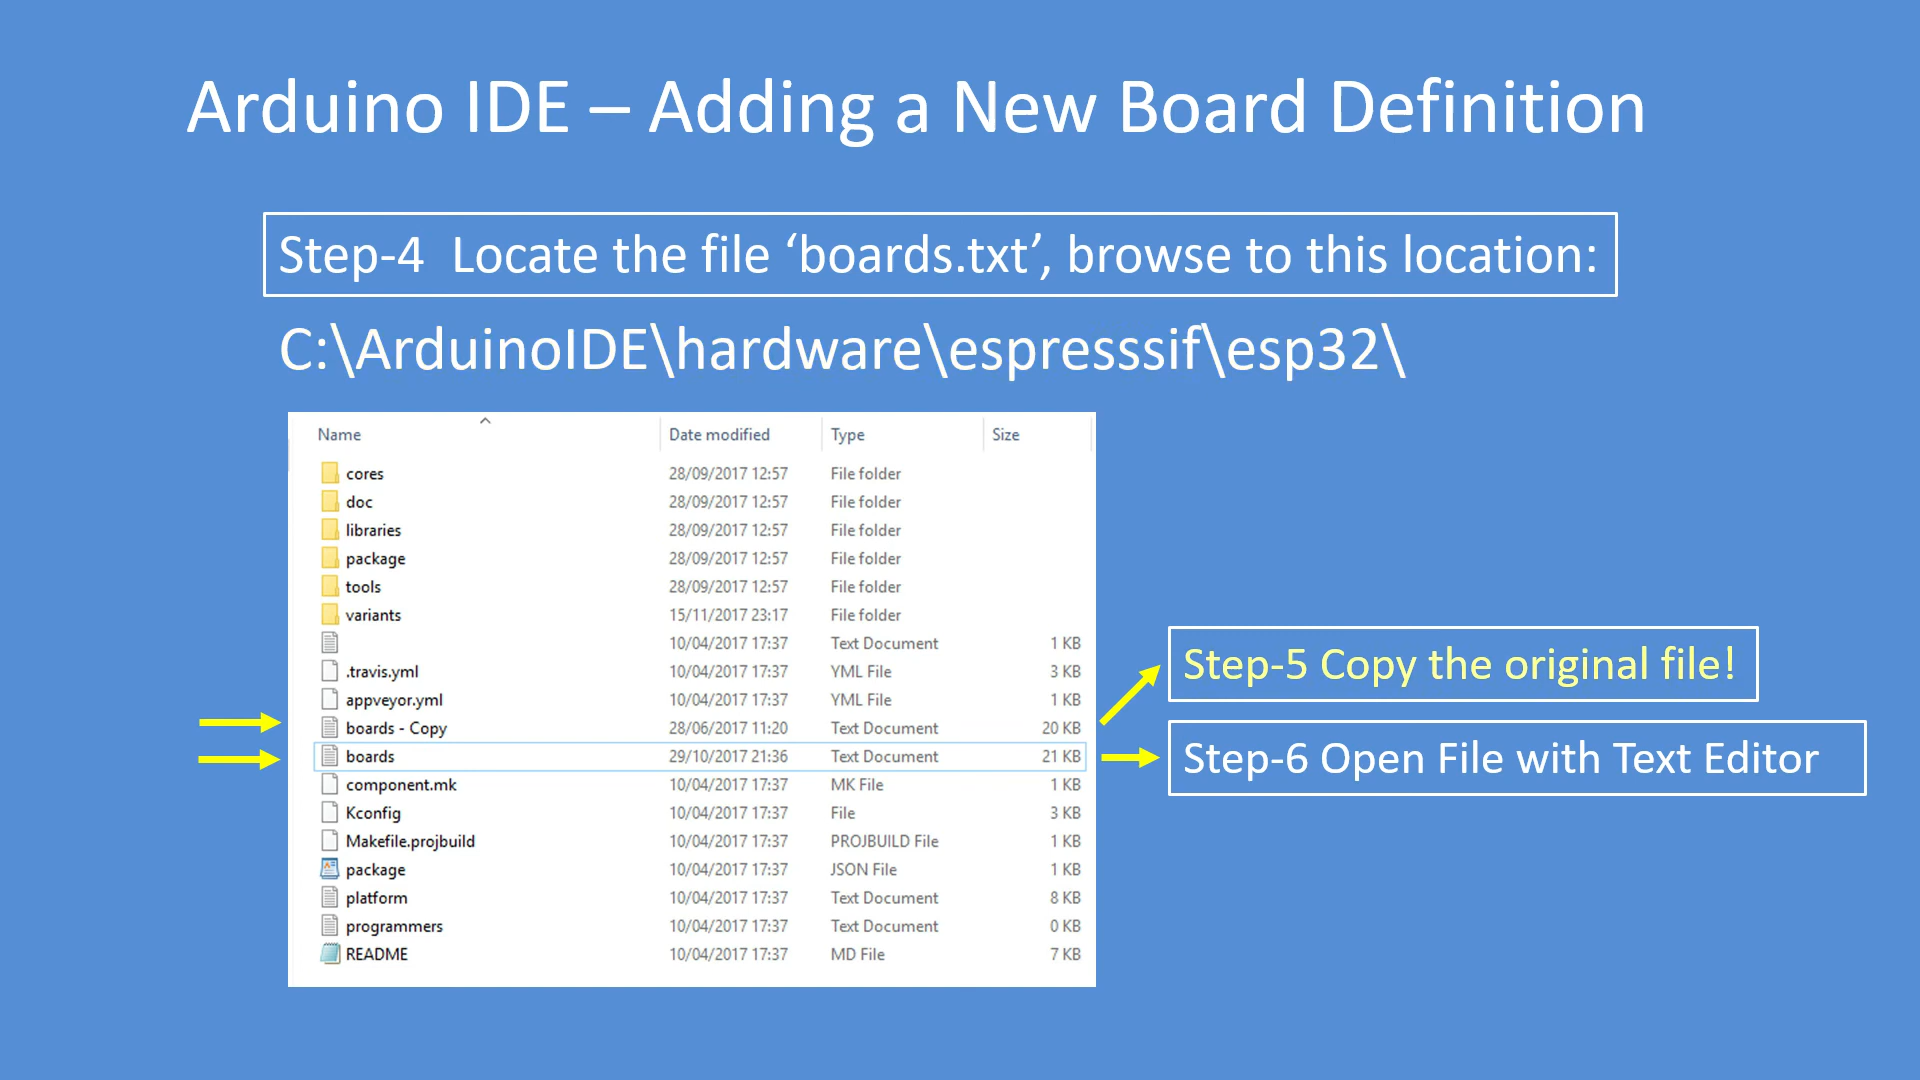 Arduino IDE – Adding a New Board Definition
Step-4 Locate the file ‘boards.txt’, browse to this location:
C:\ArduinoIDE\hardware\espresssif\esp32\
Name Date modified Type Size
cores 28/09/2017 12:57 File folder
doc 28/09/2017 12:57 File folder
libraries 28/09/2017 12:57 File folder
package 28/09/2017 12:57 File folder
tools 28/09/2017 12:57 File folder
variants 15/11/2017 23:17 File folder
10/04/2017 17:37 Text Document 1 KB
.travis.yml 10/04/2017 17:37 YML File 3 KB
appveyor.yml 10/04/2017 17:37 YML File 1 KB
boards - Copy 28/06/2017 11:20 Text Document 20 KB
boards 29/10/2017 21:36 Text Document 21 KB
component.mk 10/04/2017 17:37 MK File 1 KB
Kconfig 10/04/2017 17:37 File 3 KB
Makefile.projbuild 10/04/2017 17:37 PROJBUILD File 1 KB
package 10/04/2017 17:37 JSON File 1 KB
platform 10/04/2017 17:37 Text Document 8 KB
programmers 10/04/2017 17:37 Text Document 0 KB
README 10/04/2017 17:37 MD File 7 KB
Step-5 Copy the original file!
Step-6 Open File with Text Editor